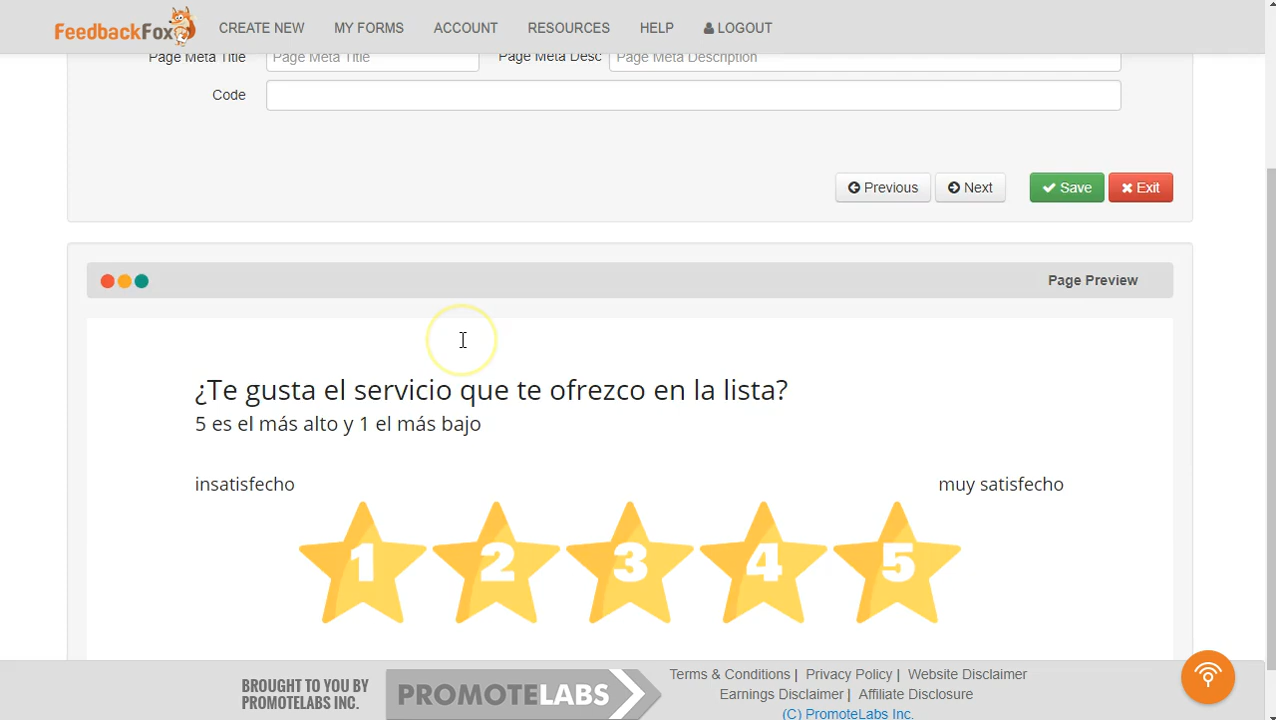 FeedbackFox CREATE NEW MY FORMS ACCOUNT RESOURCES HELP LOGOUT
Page Meta Title Page Meta Title Page Meta Desc Page Meta Description
Code
Previous Next Save Exit
Page Preview
¿Te gusta el servicio que te ofrezco en la lista?
5 es el más alto y 1 el más bajo
insatisfecho muy satisfecho
1 2 3 4 5
BROUGHT TO YOU BY
PROMOTELABS INC.
PROMOTELABS
Terms & Conditions | Privacy Policy | Website Disclaimer
Earnings Disclaimer | Affiliate Disclosure
(C) PromoteLabs Inc.